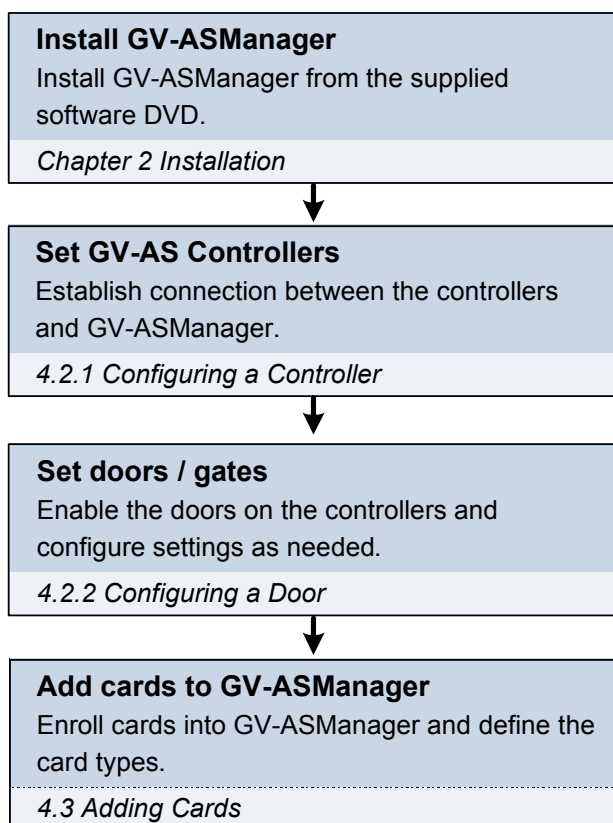 Install GV-ASManager
Install GV-ASManager from the supplied
software DVD.
Chapter 2 Installation
Set GV-AS Controllers
Establish connection between the controllers
and GV-ASManager.
4.2.1 Configuring a Controller
Set doors / gates
Enable the doors on the controllers and
configure settings as needed.
4.2.2 Configuring a Door
Add cards to GV-ASManager
Enroll cards into GV-ASManager and define the
card types.
4.3 Adding Cards